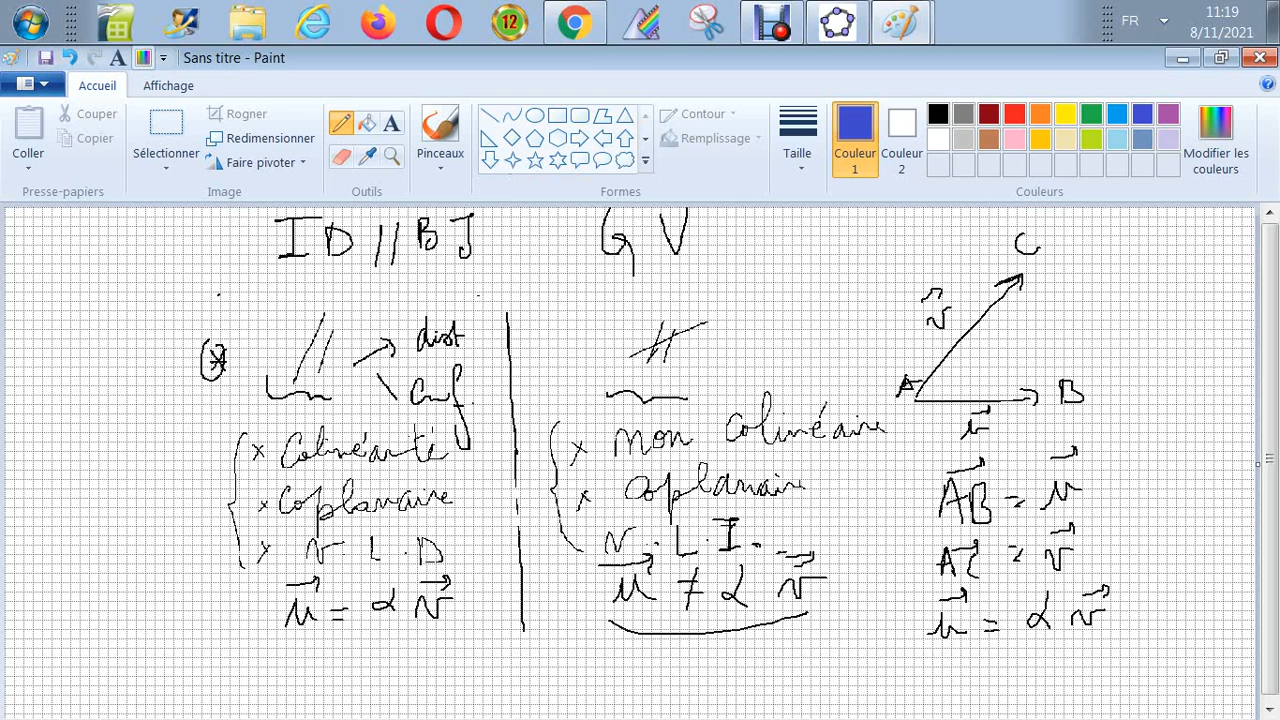 12
FR
11:19
8/11/2021
Sans titre - Paint
Accueil
Affichage
Coller
Couper
Copier
Presse-papiers
Sélectionner
Rogner
Redimensionner
Faire pivoter
Image
Outils
Pinceaux
Contour
Remplissage
Formes
Taille
Couleur 1
Couleur 2
Modifier les couleurs
Couleurs
ID // BJ
G V
// → dist
Conf
× Colinéarité
× Coplanaire
× V. L. D
u⃗ = α v⃗
× non colinéaire
× Coplanaire
V. L. I.
u⃗ ≠ α v⃗
C
v⃗
A
B
u⃗
AB⃗ = u⃗
AC⃗ = v⃗
u⃗ = α v⃗